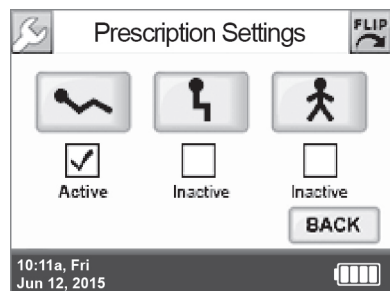 Prescription Settings
FLIP
Active
Inactive
Inactive
BACK
10:11a, Fri
Jun 12, 2015